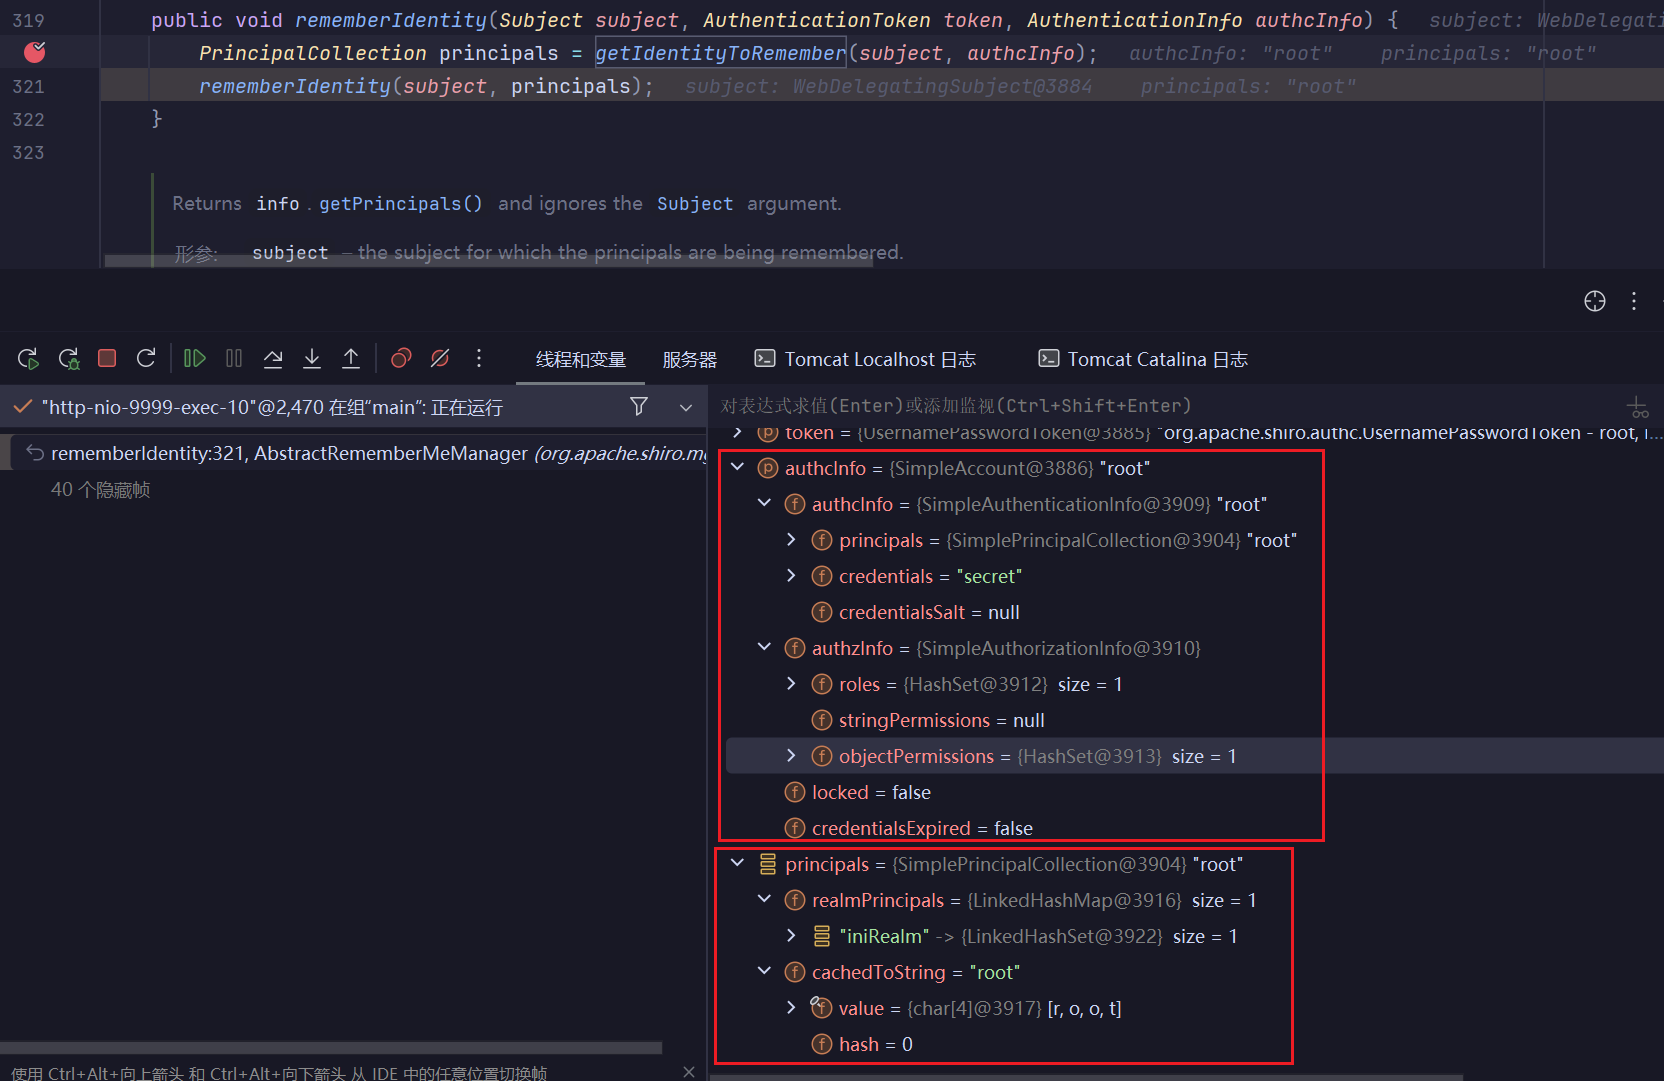 319 public void rememberIdentity(Subject subject, AuthenticationToken token, AuthenticationInfo authcInfo) { subject: WebDelegati
PrincipalCollection principals = getIdentityToRemember(subject, authcInfo); authcInfo: "root" principals: "root"
321 rememberIdentity(subject, principals); subject: WebDelegatingSubject@3884 principals: "root"
322 }
323
Returns info.getPrincipals() and ignores the Subject argument.
形参: subject – the subject for which the principals are being remembered.
线程和变量 服务器 Tomcat Localhost 日志 Tomcat Catalina 日志
"http-nio-9999-exec-10"@2,470 在组"main": 正在运行
对表达式求值(Enter)或添加监视(Ctrl+Shift+Enter)
rememberIdentity:321, AbstractRememberMeManager (org.apache.shiro.mg
40 个隐藏帧
token = {UsernamePasswordToken@3885} "org.apache.shiro.authc.UsernamePasswordToken - root, r...
authcInfo = {SimpleAccount@3886} "root"
authcInfo = {SimpleAuthenticationInfo@3909} "root"
principals = {SimplePrincipalCollection@3904} "root"
credentials = "secret"
credentialsSalt = null
authzInfo = {SimpleAuthorizationInfo@3910}
roles = {HashSet@3912} size = 1
stringPermissions = null
objectPermissions = {HashSet@3913} size = 1
locked = false
credentialsExpired = false
principals = {SimplePrincipalCollection@3904} "root"
realmPrincipals = {LinkedHashMap@3916} size = 1
"iniRealm" -> {LinkedHashSet@3922} size = 1
cachedToString = "root"
value = {char[4]@3917} [r, o, o, t]
hash = 0
使用 Ctrl+Alt+向上箭头 和 Ctrl+Alt+向下箭头 从 IDE 中的任意位置切换帧